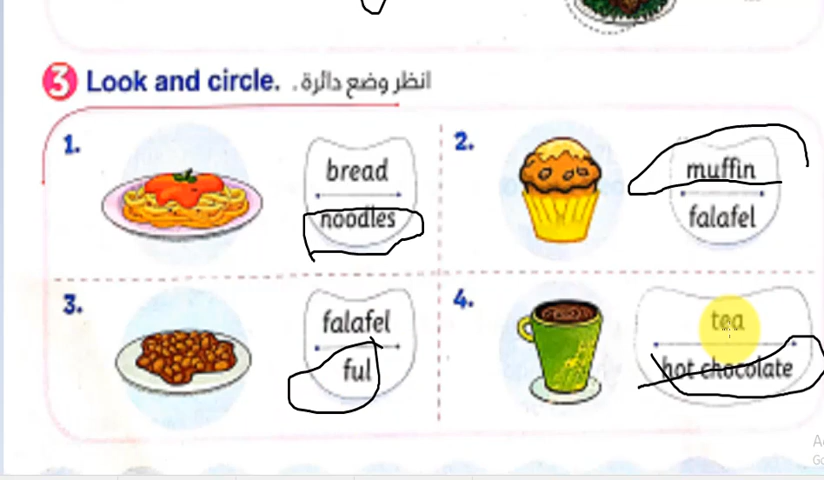 3 Look and circle. انظر وضع دائرة.
1.
bread
noodles
2.
muffin
falafel
3.
falafel
ful
4.
tea
hot chocolate